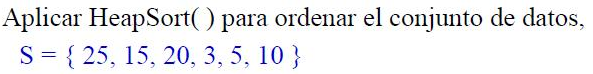 Aplicar HeapSort( ) para ordenar el conjunto de datos,
S = { 25, 15, 20, 3, 5, 10 }